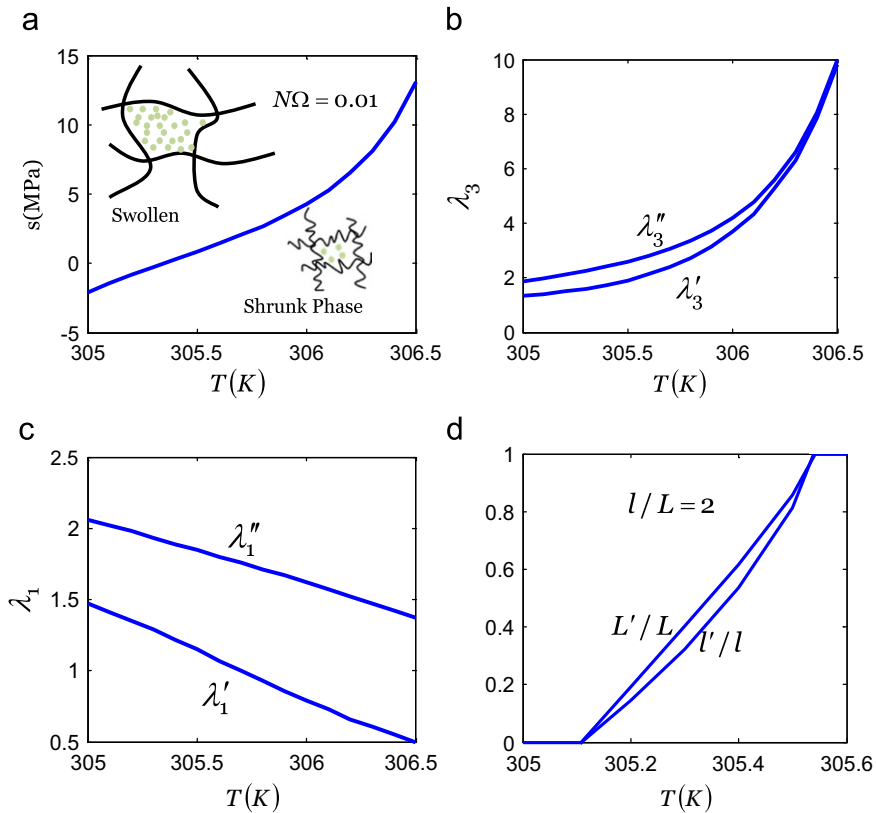 a
15
10
5
0
-5
s(MPa)
NΩ = 0.01
Swollen
Shrunk Phase
305
305.5
306
306.5
T(K)
b
10
8
6
4
2
0
λ₃
λ₃″
λ₃′
305
305.5
306
306.5
T(K)
c
2.5
2
1.5
1
0.5
λ₁
λ₁″
λ₁′
305
305.5
306
306.5
T(K)
d
1
0.8
0.6
0.4
0.2
0
l / L = 2
L′/L
l′/l
305
305.2
305.4
305.6
T(K)